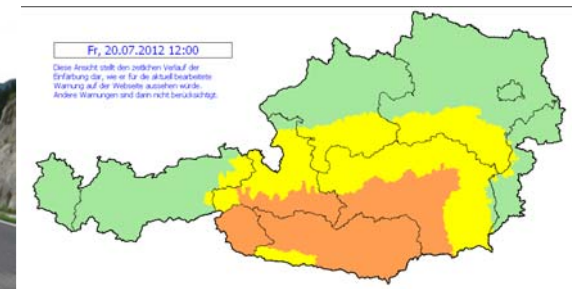 Fr, 20.07.2012 12:00
Diese Ansicht stellt den zeitlichen Verlauf der
Einfärbung dar, wie er für die aktuell bearbeitete
Warnung auf der Webseite aussehen würde.
Andere Warnungen sind darin nicht berücksichtigt.